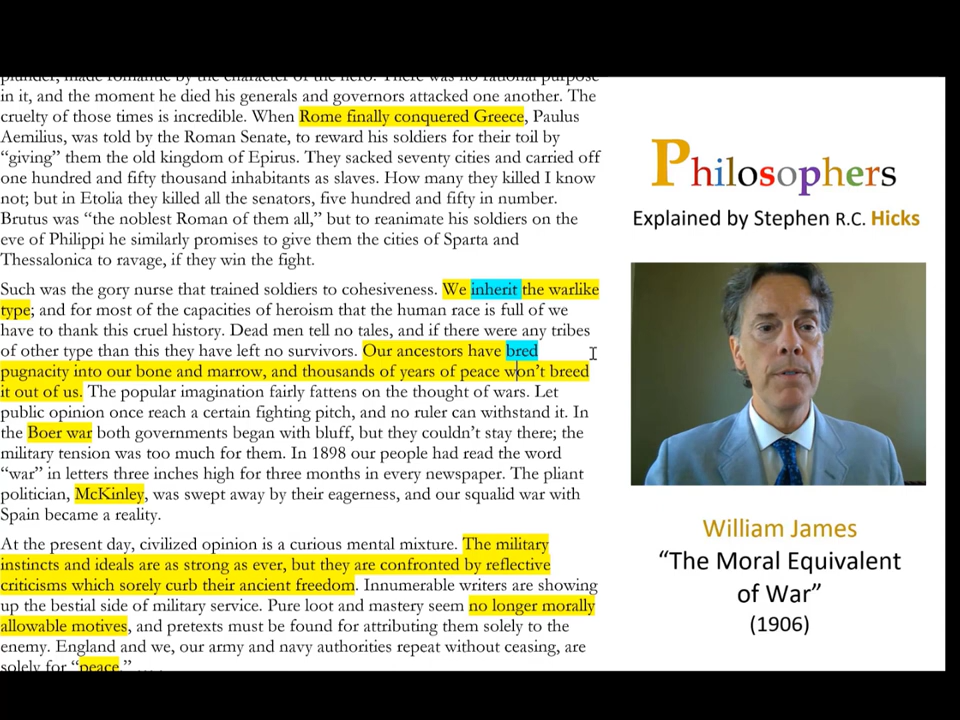 plunder, made romantic by the character of the hero. There was no rational purpose
in it, and the moment he died his generals and governors attacked one another. The
cruelty of those times is incredible. When Rome finally conquered Greece, Paulus
Aemilius, was told by the Roman Senate, to reward his soldiers for their toil by
“giving” them the old kingdom of Epirus. They sacked seventy cities and carried off
one hundred and fifty thousand inhabitants as slaves. How many they killed I know
not; but in Etolia they killed all the senators, five hundred and fifty in number.
Brutus was “the noblest Roman of them all,” but to reanimate his soldiers on the
eve of Philippi he similarly promises to give them the cities of Sparta and
Thessalonica to ravage, if they win the fight.
Such was the gory nurse that trained soldiers to cohesiveness. We inherit the warlike
type; and for most of the capacities of heroism that the human race is full of we
have to thank this cruel history. Dead men tell no tales, and if there were any tribes
of other type than this they have left no survivors. Our ancestors have bred
pugnacity into our bone and marrow, and thousands of years of peace won’t breed
it out of us. The popular imagination fairly fattens on the thought of wars. Let
public opinion once reach a certain fighting pitch, and no ruler can withstand it. In
the Boer war both governments began with bluff, but they couldn’t stay there; the
military tension was too much for them. In 1898 our people had read the word
“war” in letters three inches high for three months in every newspaper. The pliant
politician, McKinley, was swept away by their eagerness, and our squalid war with
Spain became a reality.
At the present day, civilized opinion is a curious mental mixture. The military
instincts and ideals are as strong as ever, but they are confronted by reflective
criticisms which sorely curb their ancient freedom. Innumerable writers are showing
up the bestial side of military service. Pure loot and mastery seem no longer morally
allowable motives, and pretexts must be found for attributing them solely to the
enemy. England and we, our army and navy authorities repeat without ceasing, are
solely for “peace,” ... .
Philosophers
Explained by Stephen R.C. Hicks
William James
“The Moral Equivalent
of War”
(1906)